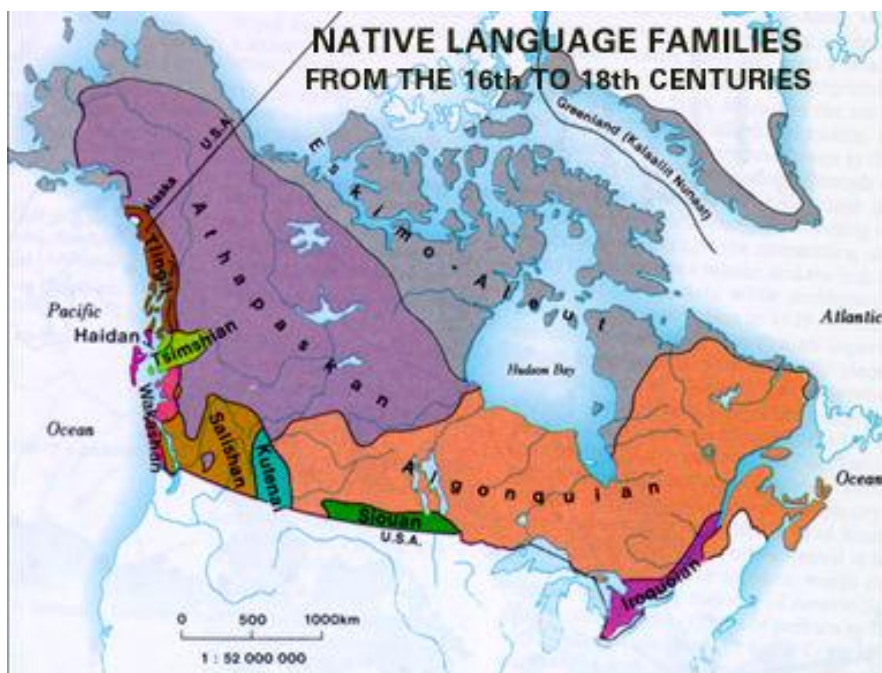 NATIVE LANGUAGE FAMILIES
FROM THE 16th TO 18th CENTURIES
Greenland (Kalaallit Nunaat)
U.S.A.
Alaska
Eskimo-Aleut
Athapaskan
Tlingit
Pacific
Haidan
Tsimshian
Atlantic
Hudson Bay
Wakashan
Ocean
Salishan
Kutenai
Algonquian
Ocean
Siouan
U.S.A.
Iroquoian
0 500 1000km
1 : 52 000 000